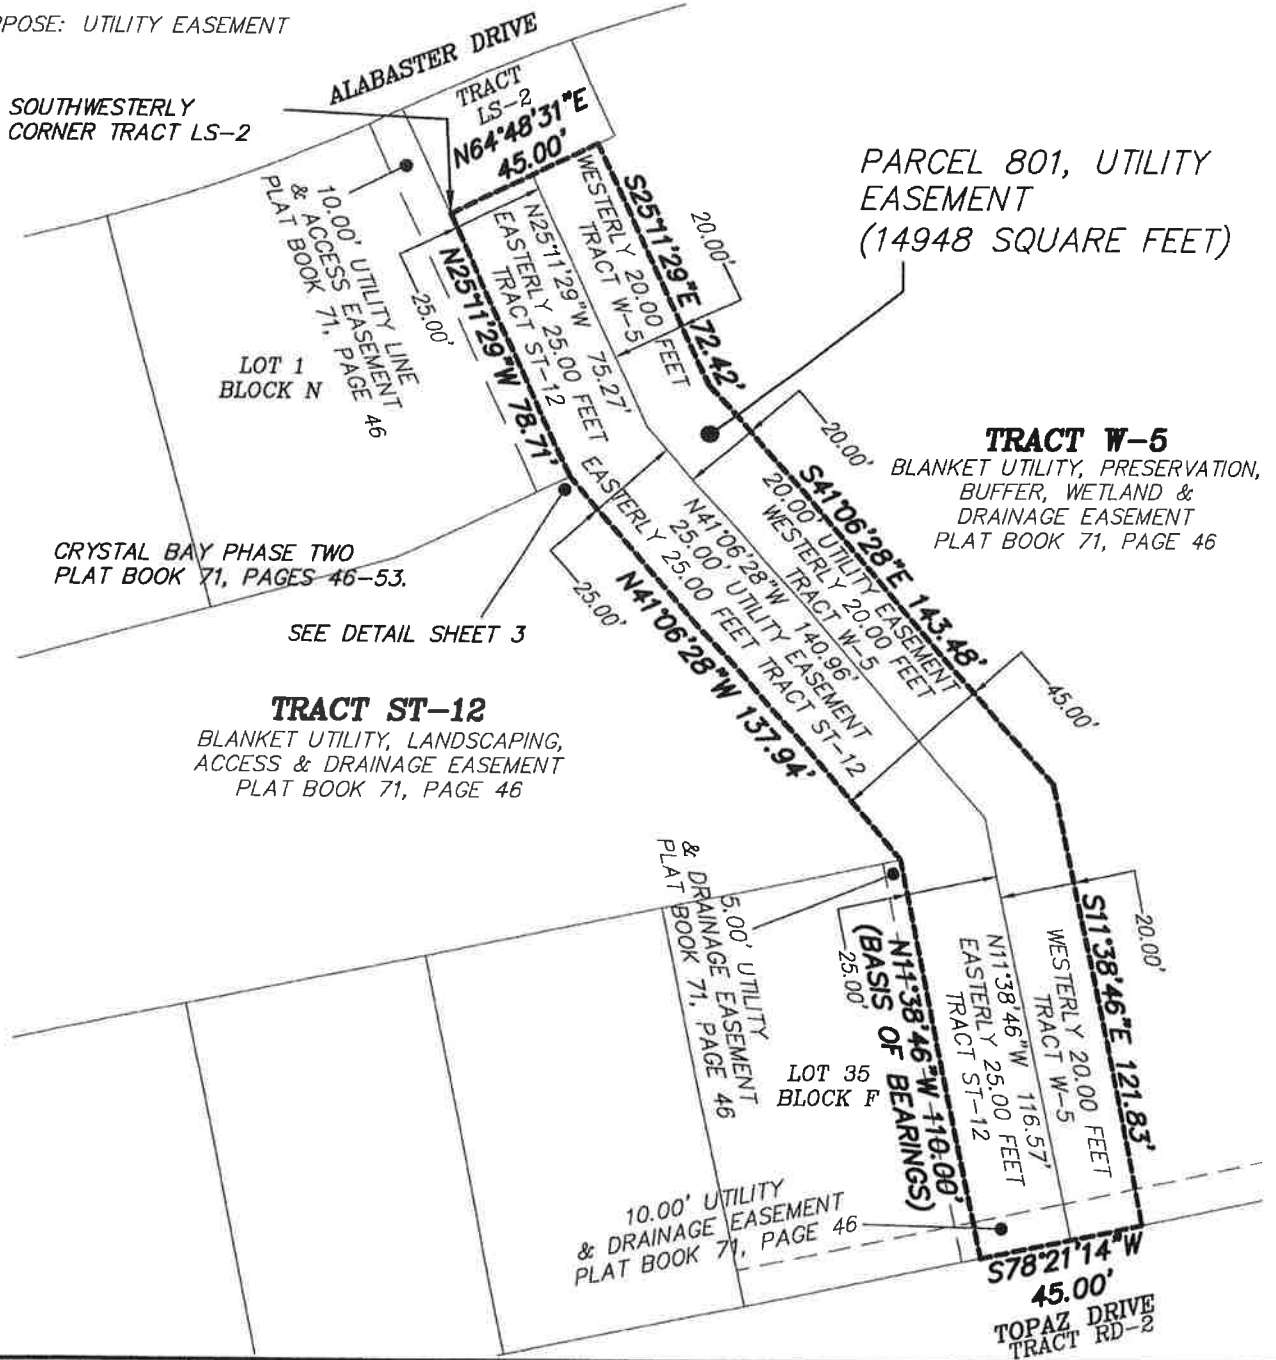 RPOSE: UTILITY EASEMENT
ALABASTER DRIVE
SOUTHWESTERLY
CORNER TRACT LS-2
TRACT
LS-2
N64°48'31"E
45.00'
PARCEL 801, UTILITY
EASEMENT
(14948 SQUARE FEET)
10.00' UTILITY LINE
& ACCESS EASEMENT
PLAT BOOK 71, PAGE 46
LOT 1
BLOCK N
25.00'
N25°11'29"W 78.71'
N25°11'29"W 75.27'
EASTERLY 25.00 FEET
TRACT ST-12
WESTERLY 20.00 FEET
TRACT W-5
S25°11'29"E 72.42'
20.00'
TRACT W-5
BLANKET UTILITY, PRESERVATION,
BUFFER, WETLAND &
DRAINAGE EASEMENT
PLAT BOOK 71, PAGE 46
20.00'
S41°06'28"E 143.48'
20.00' UTILITY EASEMENT
WESTERLY 20.00 FEET
TRACT W-5
N41°06'28"W 140.96'
25.00' UTILITY EASEMENT
EASTERLY 25.00 FEET TRACT ST-12
N41°06'28"W 137.94'
25.00'
45.00'
CRYSTAL BAY PHASE TWO
PLAT BOOK 71, PAGES 46-53.
SEE DETAIL SHEET 3
TRACT ST-12
BLANKET UTILITY, LANDSCAPING,
ACCESS & DRAINAGE EASEMENT
PLAT BOOK 71, PAGE 46
5.00' UTILITY
& DRAINAGE EASEMENT
PLAT BOOK 71, PAGE 46
LOT 35
BLOCK F
N11°38'46"W 110.00'
(BASIS OF BEARINGS)
25.00'
N11°38'46"W 116.57'
EASTERLY 25.00 FEET
TRACT ST-12
WESTERLY 20.00 FEET
TRACT W-5
S11°38'46"E 121.83'
20.00'
10.00' UTILITY
& DRAINAGE EASEMENT
PLAT BOOK 71, PAGE 46
S78°21'14"W
45.00'
TOPAZ DRIVE
TRACT RD-2